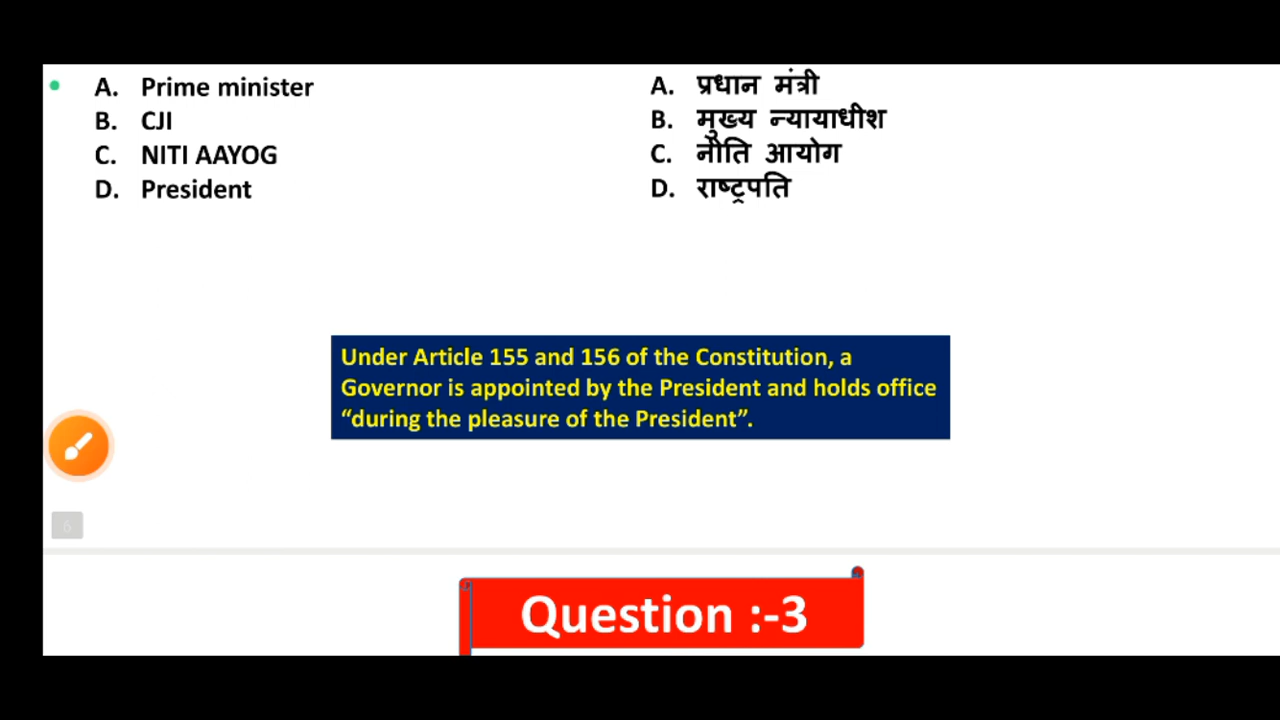 A. Prime minister
B. CJI
C. NITI AAYOG
D. President
A. प्रधान मंत्री
B. मुख्य न्यायाधीश
C. नीति आयोग
D. राष्ट्रपति
Under Article 155 and 156 of the Constitution, a
Governor is appointed by the President and holds office
“during the pleasure of the President”.
6
Question :-3